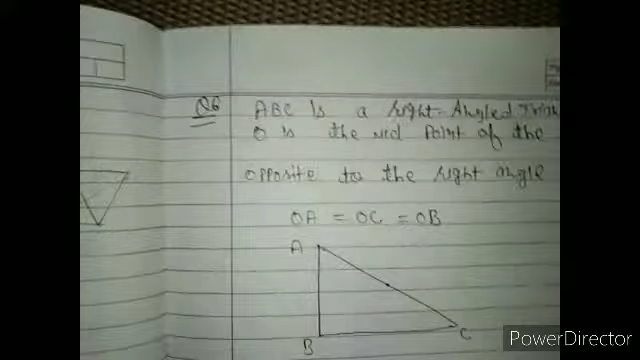 Q6 ABC is a right-Angled
O is the mid Point of the
opposite to the right angle
OA = OC = OB
A
B
C
PowerDirector